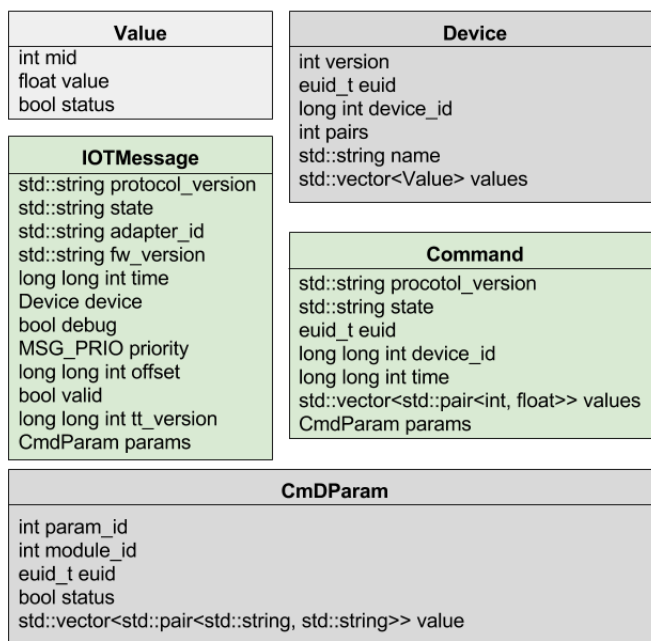 Value
int mid
float value
bool status
Device
int version
euid_t euid
long int device_id
int pairs
std::string name
std::vector<Value> values
IOTMessage
std::string protocol_version
std::string state
std::string adapter_id
std::string fw_version
long long int time
Device device
bool debug
MSG_PRIO priority
long long int offset
bool valid
long long int tt_version
CmdParam params
Command
std::string procotol_version
std::string state
euid_t euid
long long int device_id
long long int time
std::vector<std::pair<int, float>> values
CmdParam params
CmDParam
int param_id
int module_id
euid_t euid
bool status
std::vector<std::pair<std::string, std::string>> value